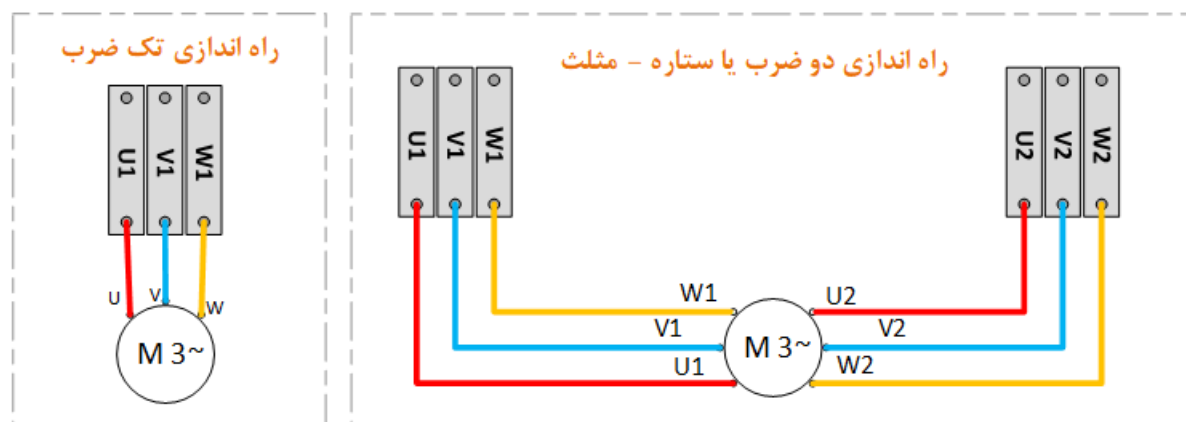 راه اندازی تک ضرب
U1 V1 W1
U V W
M 3~
راه اندازی دو ضرب یا ستاره - مثلث
U1 V1 W1
U2 V2 W2
W1 U2
V1 M 3~ V2
U1 W2